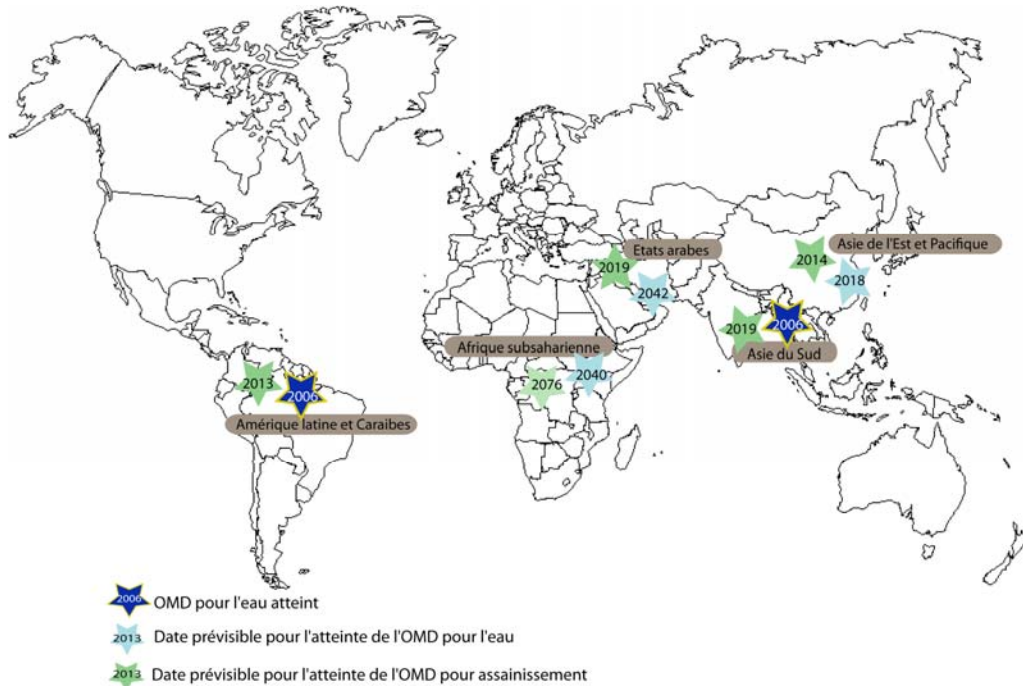 Etats arabes
Asie de l'Est et Pacifique
2019
2014
2042
2018
2019
2006
Afrique subsaharienne
Asie du Sud
2076
2040
2013
2006
Amérique latine et Caraibes
2006 OMD pour l'eau atteint
2013 Date prévisible pour l'atteinte de l'OMD pour l'eau
2013 Date prévisible pour l'atteinte de l'OMD pour assainissement